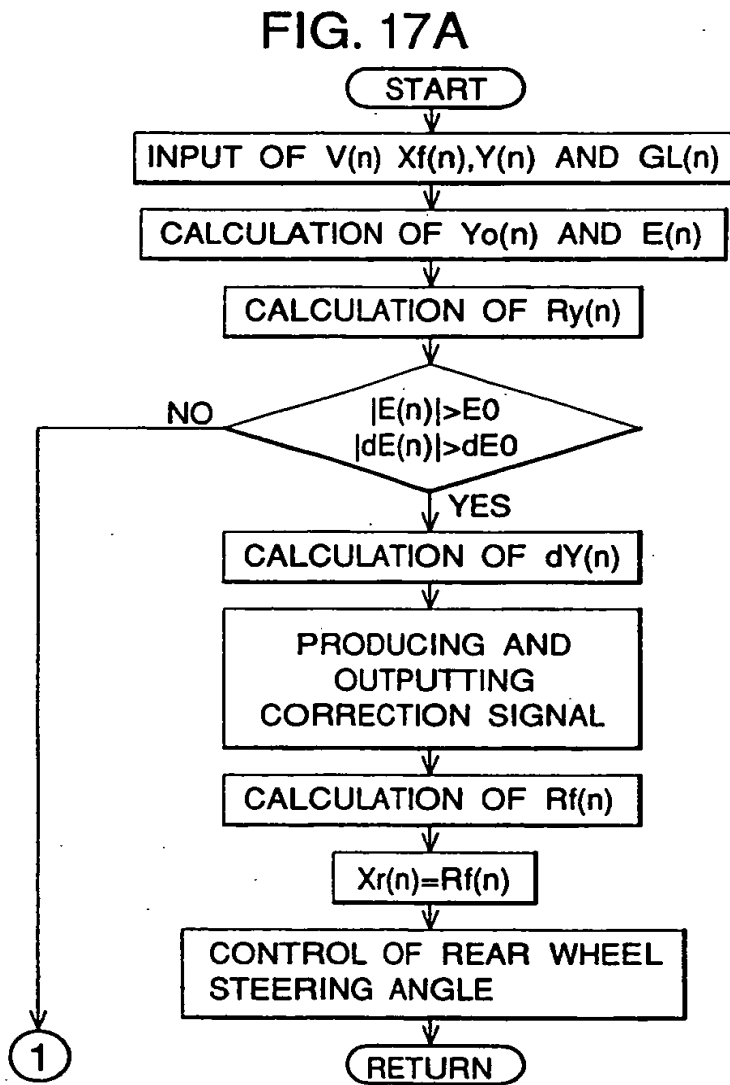 FIG. 17A
START
INPUT OF V(n) Xf(n),Y(n) AND GL(n)
CALCULATION OF Yo(n) AND E(n)
CALCULATION OF Ry(n)
NO
|E(n)|>E0
|dE(n)|>dE0
YES
CALCULATION OF dY(n)
PRODUCING AND
OUTPUTTING
CORRECTION SIGNAL
CALCULATION OF Rf(n)
Xr(n)=Rf(n)
CONTROL OF REAR WHEEL
STEERING ANGLE
1
RETURN